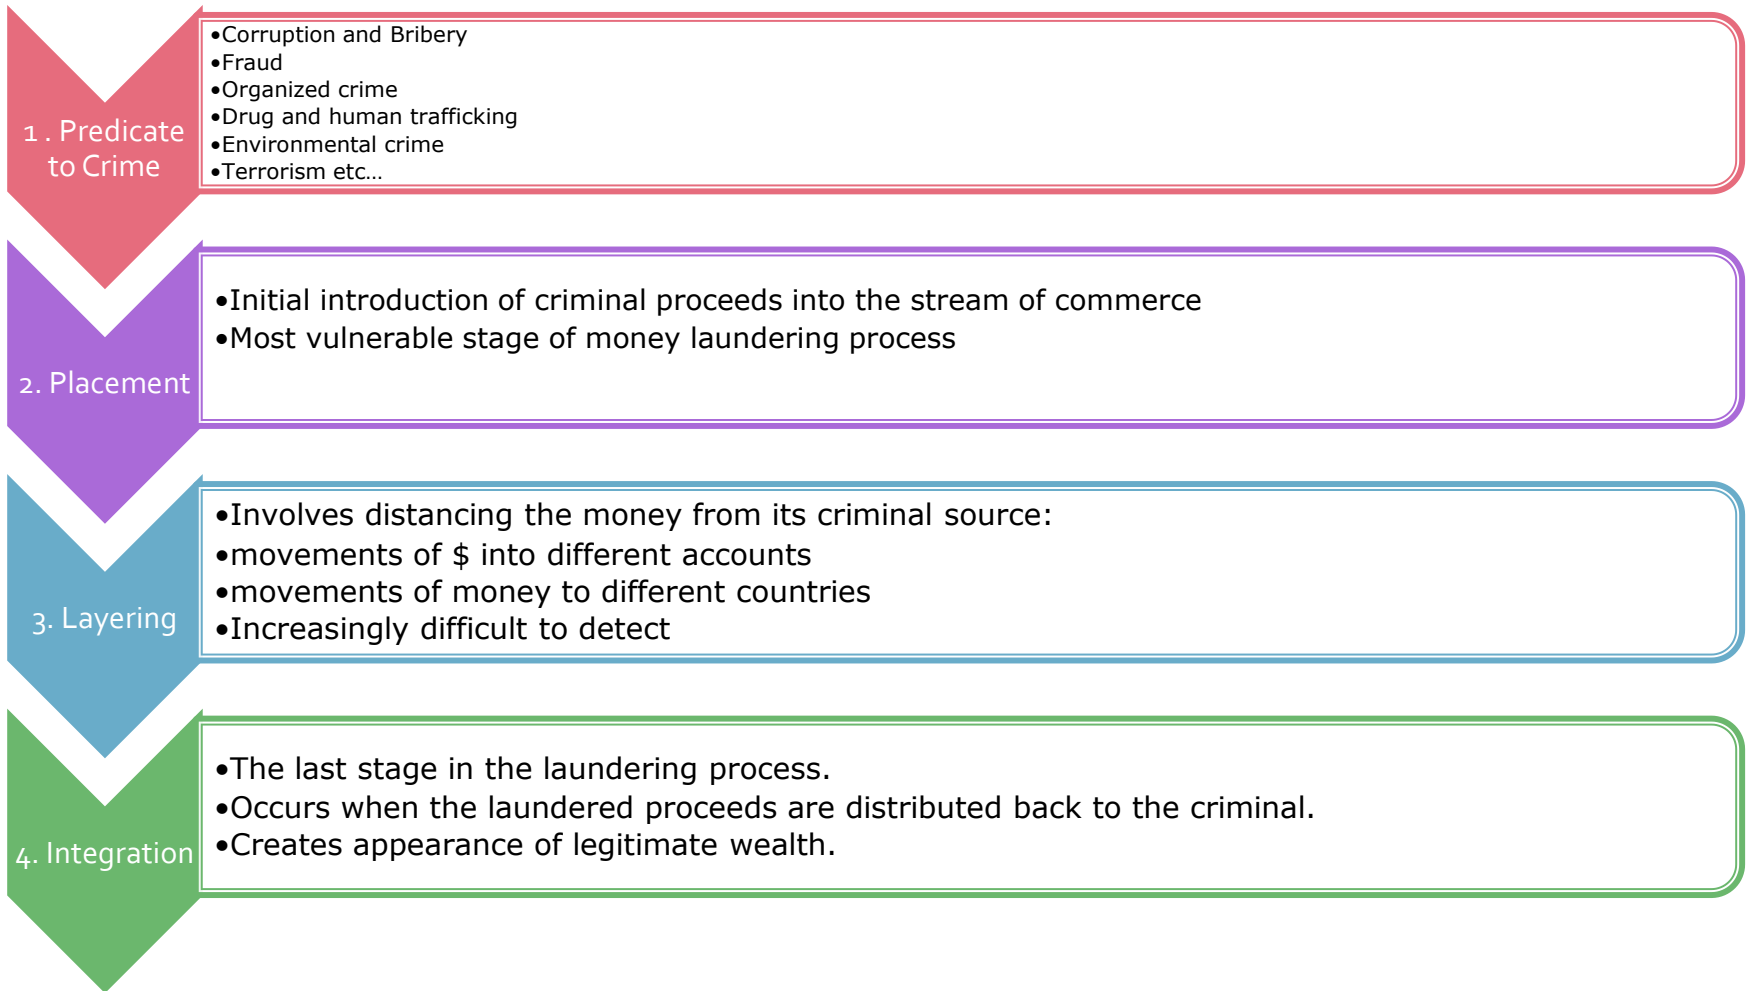 1 . Predicate
to Crime
•Corruption and Bribery
•Fraud
•Organized crime
•Drug and human trafficking
•Environmental crime
•Terrorism etc…
2. Placement
•Initial introduction of criminal proceeds into the stream of commerce
•Most vulnerable stage of money laundering process
3. Layering
•Involves distancing the money from its criminal source:
•movements of $ into different accounts
•movements of money to different countries
•Increasingly difficult to detect
4. Integration
•The last stage in the laundering process.
•Occurs when the laundered proceeds are distributed back to the criminal.
•Creates appearance of legitimate wealth.